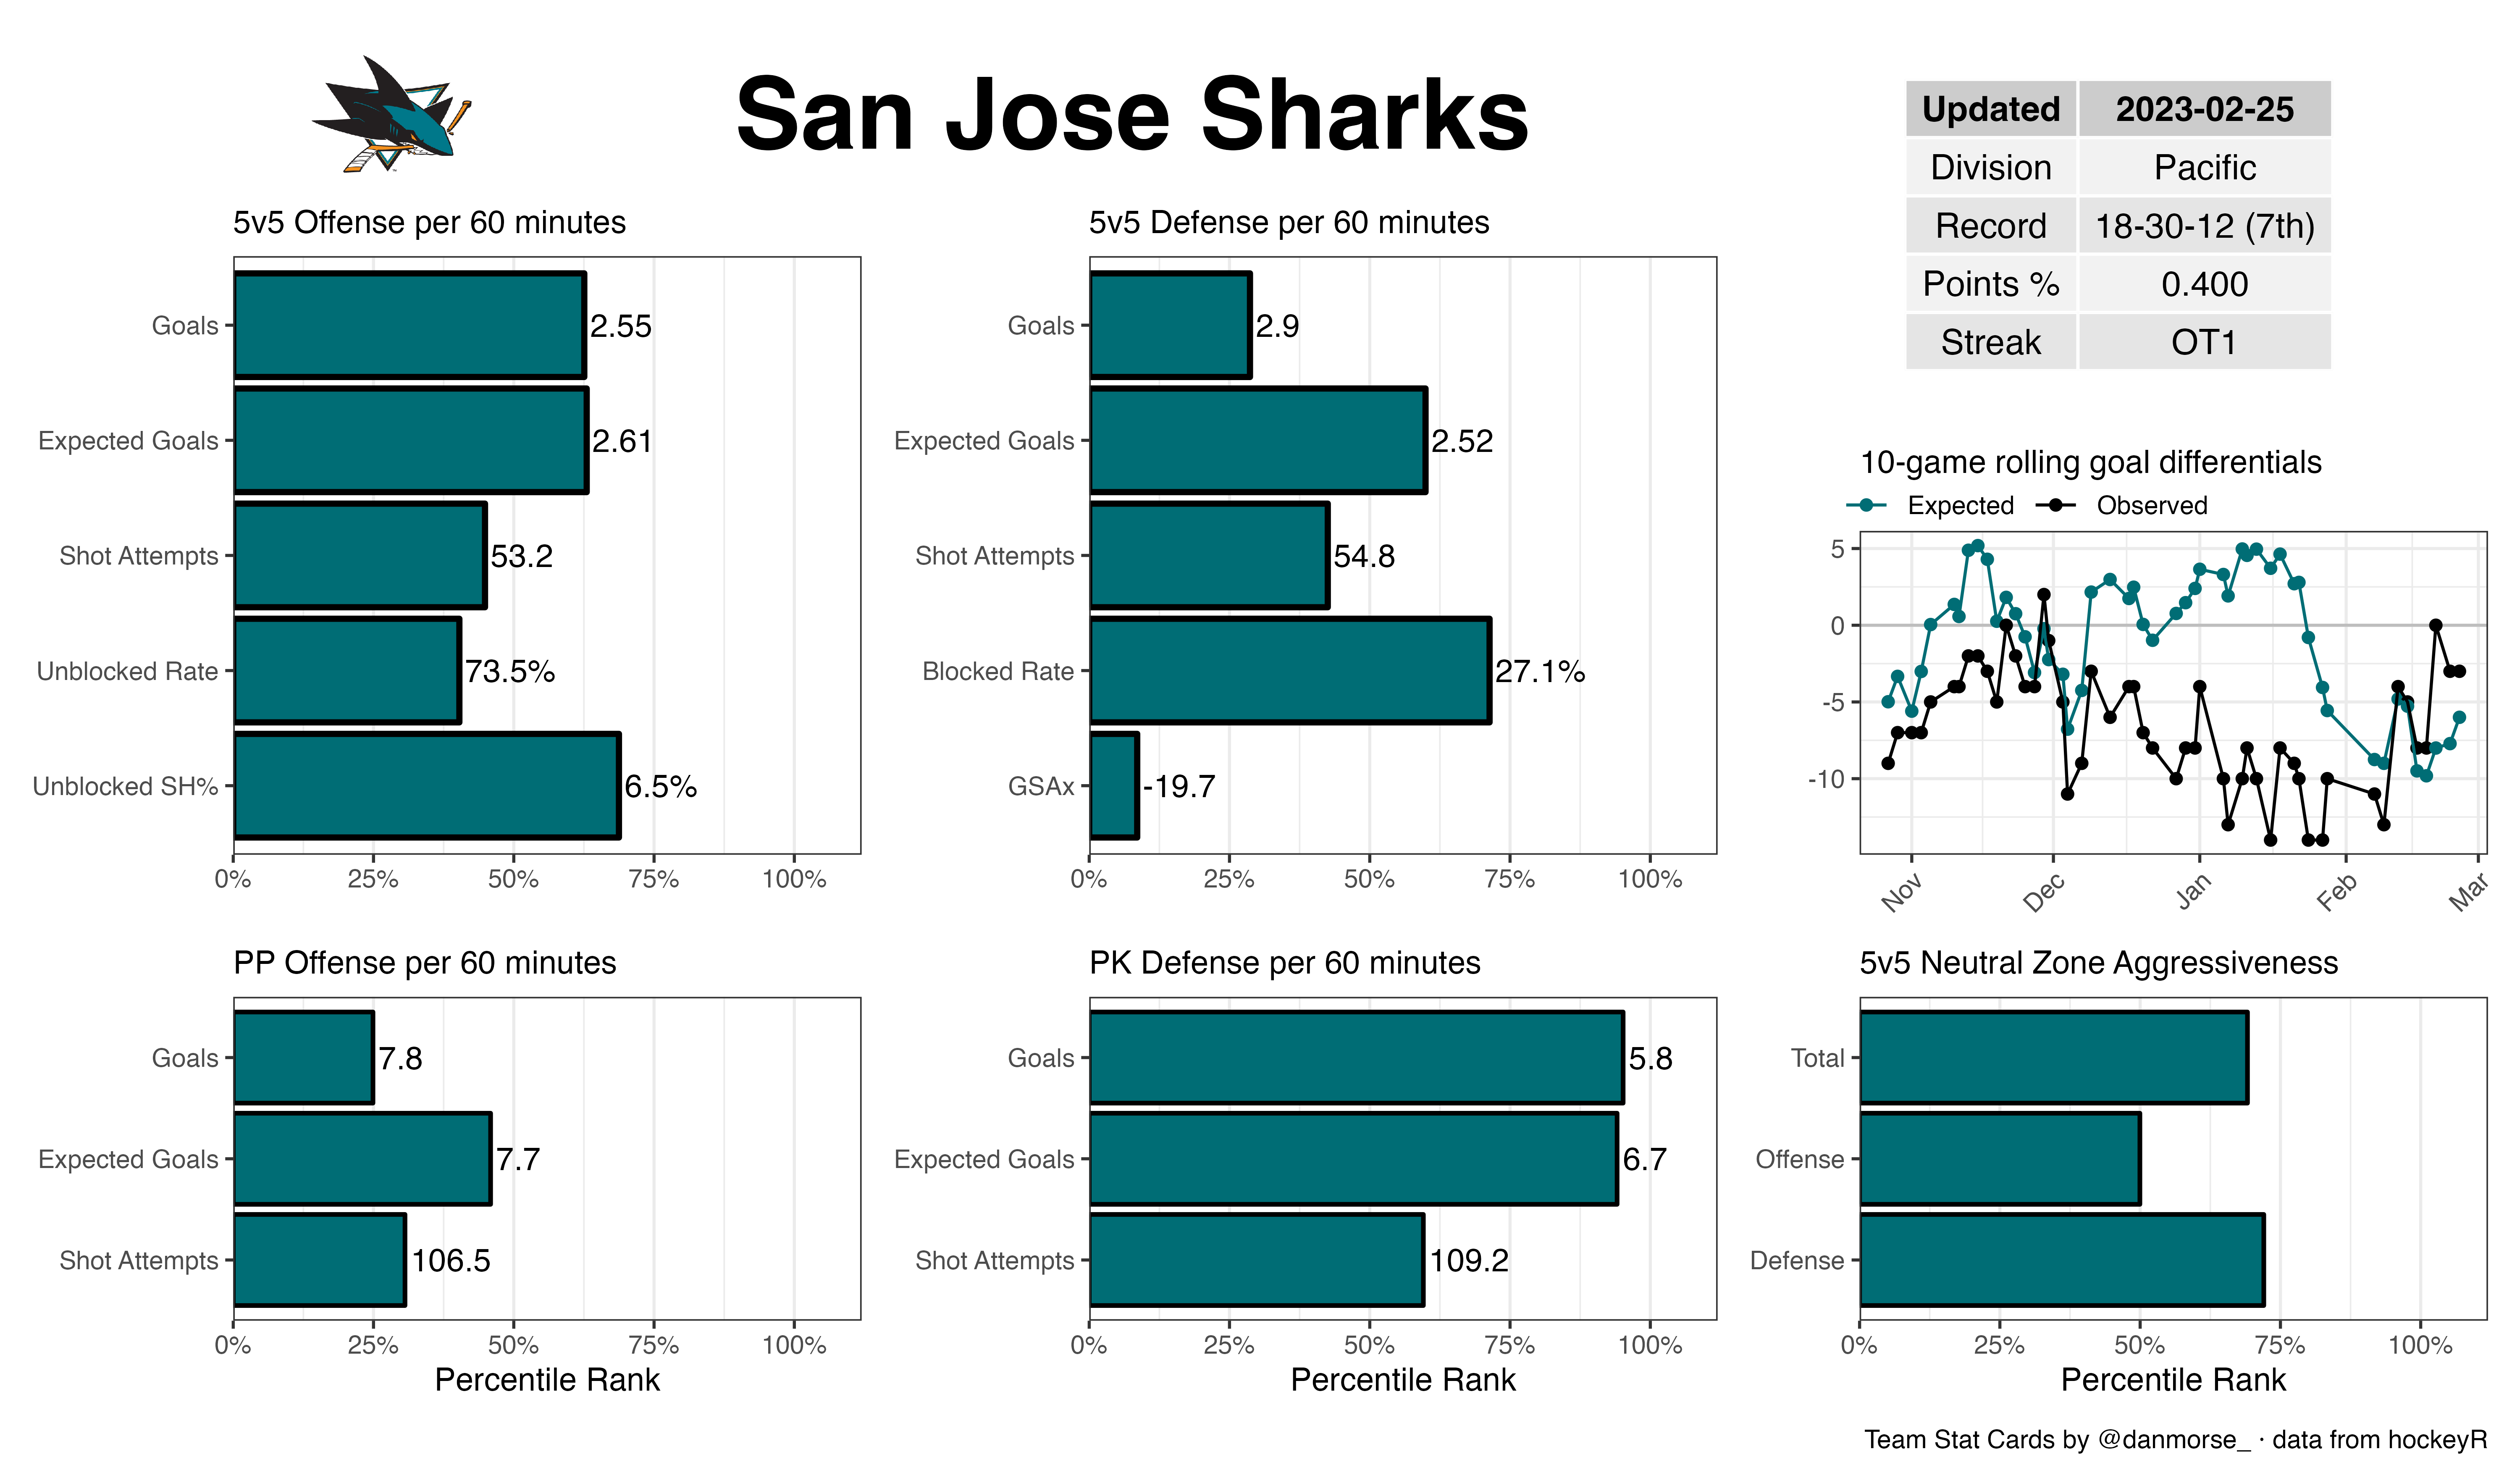 San Jose Sharks
Updated 2023-02-25
Division Pacific
Record 18-30-12 (7th)
Points % 0.400
Streak OT1
5v5 Offense per 60 minutes
Goals 2.55
Expected Goals 2.61
Shot Attempts 53.2
Unblocked Rate 73.5%
Unblocked SH% 6.5%
0% 25% 50% 75% 100%
5v5 Defense per 60 minutes
Goals 2.9
Expected Goals 2.52
Shot Attempts 54.8
Blocked Rate 27.1%
GSAx -19.7
0% 25% 50% 75% 100%
10-game rolling goal differentials
Expected Observed
5
0
-5
-10
Nov Dec Jan Feb Mar
PP Offense per 60 minutes
Goals 7.8
Expected Goals 7.7
Shot Attempts 106.5
0% 25% 50% 75% 100%
Percentile Rank
PK Defense per 60 minutes
Goals 5.8
Expected Goals 6.7
Shot Attempts 109.2
0% 25% 50% 75% 100%
Percentile Rank
5v5 Neutral Zone Aggressiveness
Total
Offense
Defense
0% 25% 50% 75% 100%
Percentile Rank
Team Stat Cards by @danmorse_ · data from hockeyR